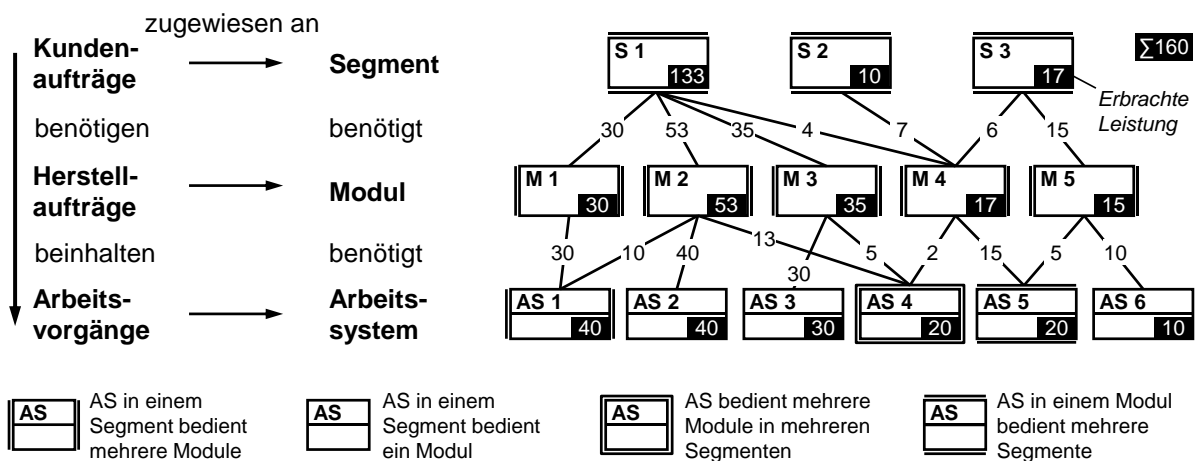 zugewiesen an
Kunden-
aufträge
Segment
benötigen
benötigt
Herstell-
aufträge
Modul
beinhalten
benötigt
Arbeits-
vorgänge
Arbeits-
system
S 1
133
S 2
10
S 3
17
∑160
Erbrachte
Leistung
30
53
35
4
7
6
15
M 1
30
M 2
53
M 3
35
M 4
17
M 5
15
30
10
40
13
30
5
2
15
5
10
AS 1
40
AS 2
40
AS 3
30
AS 4
20
AS 5
20
AS 6
10
AS
AS in einem
Segment bedient
mehrere Module
AS
AS in einem
Segment bedient
ein Modul
AS
AS bedient mehrere
Module in mehreren
Segmenten
AS
AS in einem Modul
bedient mehrere
Segmente